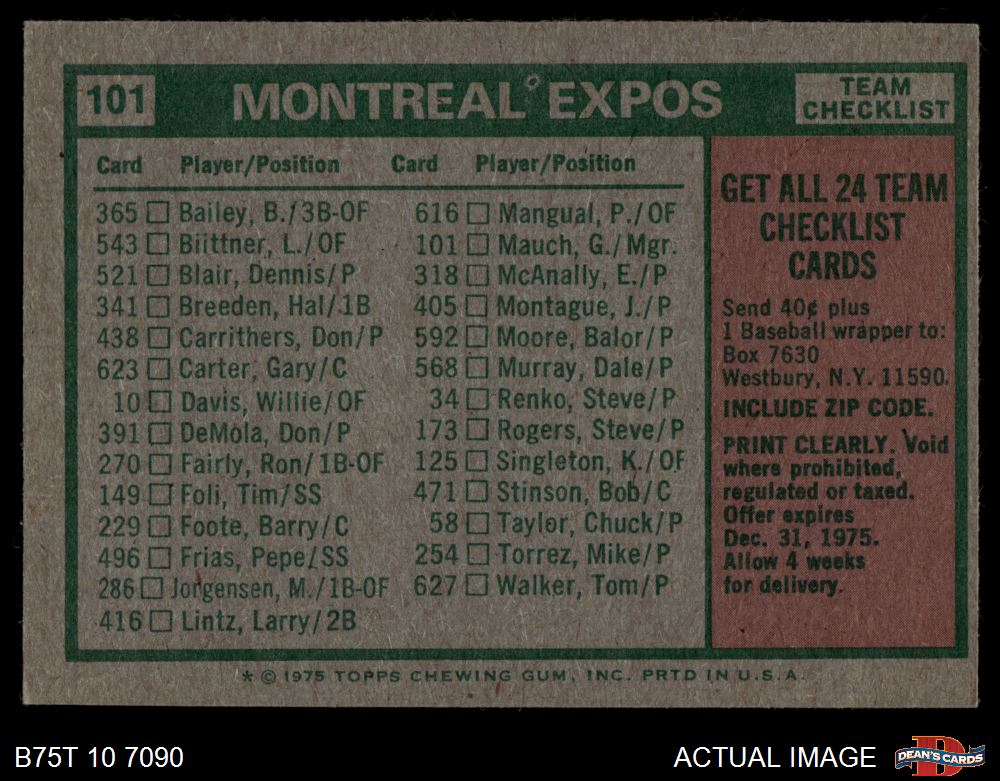 101 MONTREAL EXPOS TEAM CHECKLIST
Card Player/Position Card Player/Position
365 Bailey, B./3B-OF
543 Biittner, L./OF
521 Blair, Dennis/P
341 Breeden, Hal/1B
438 Carrithers, Don/P
623 Carter, Gary/C
10 Davis, Willie/OF
391 DeMola, Don/P
270 Fairly, Ron/1B-OF
149 Foli, Tim/SS
229 Foote, Barry/C
496 Frias, Pepe/SS
286 Jorgensen, M./1B-OF
416 Lintz, Larry/2B
616 Mangual, P./OF
101 Mauch, G./Mgr.
318 McAnally, E./P
405 Montague, J./P
592 Moore, Balor/P
568 Murray, Dale/P
34 Renko, Steve/P
173 Rogers, Steve/P
125 Singleton, K./OF
471 Stinson, Bob/C
58 Taylor, Chuck/P
254 Torrez, Mike/P
627 Walker, Tom/P
GET ALL 24 TEAM
CHECKLIST
CARDS
Send 40¢ plus
1 Baseball wrapper to:
Box 7630
Westbury, N.Y. 11590.
INCLUDE ZIP CODE.
PRINT CLEARLY. Void
where prohibited,
regulated or taxed.
Offer expires
Dec. 31, 1975.
Allow 4 weeks
for delivery.
* © 1975 TOPPS CHEWING GUM, INC. PRTD IN U.S.A.
B75T 10 7090 ACTUAL IMAGE
DEAN'S CARDS